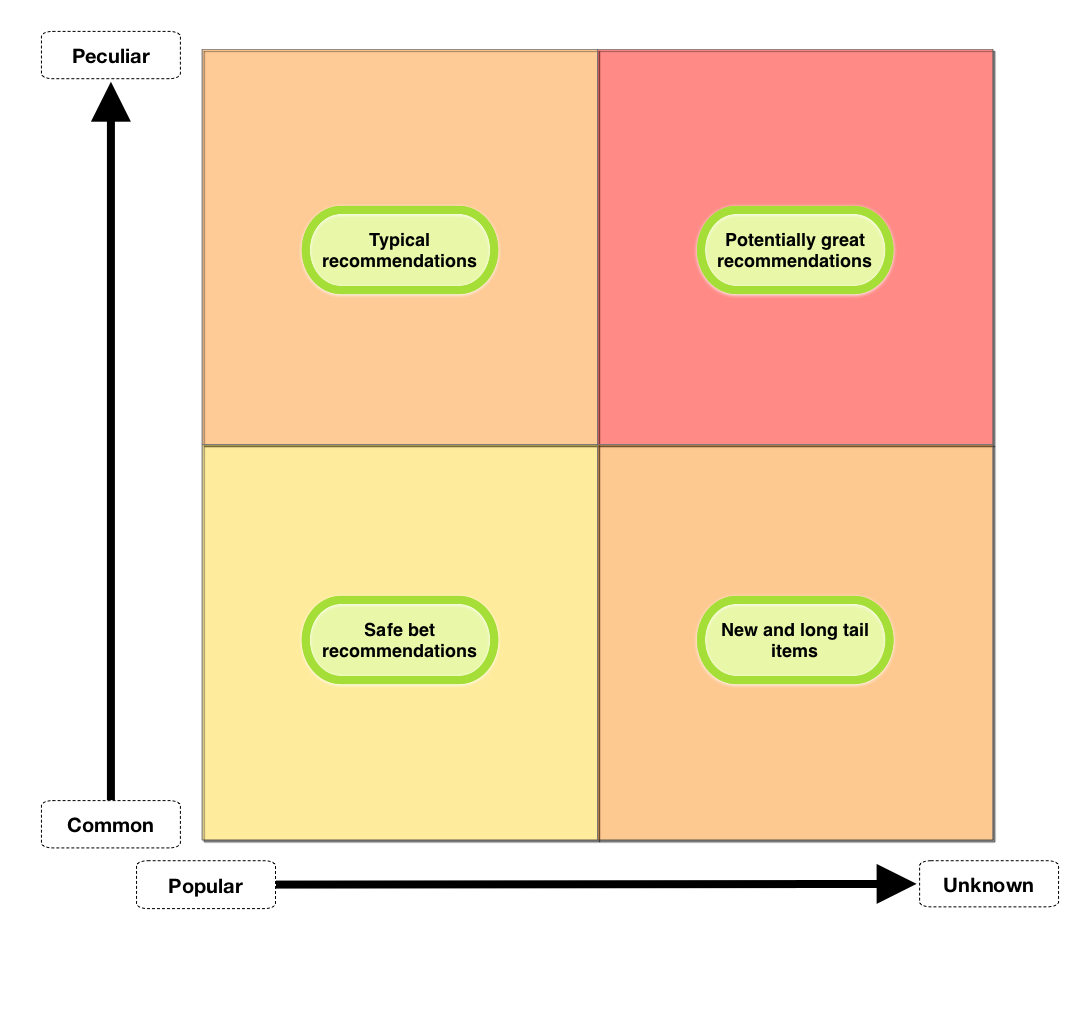 Peculiar
Typical
recommendations
Potentially great
recommendations
Safe bet
recommendations
New and long tail
items
Common
Popular
Unknown